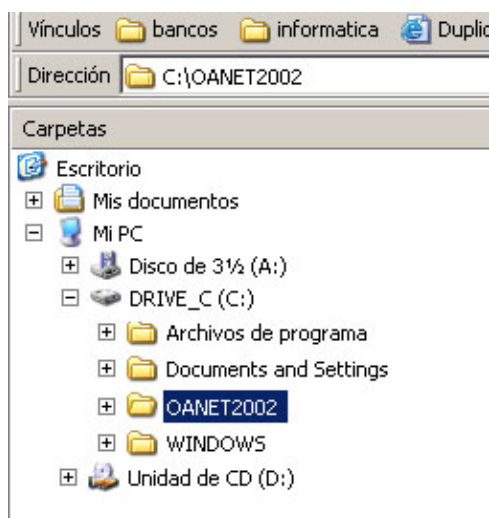 Vínculos bancos informatica Duplic
Dirección C:\OANET2002
Carpetas
Escritorio
Mis documentos
Mi PC
Disco de 3½ (A:)
DRIVE_C (C:)
Archivos de programa
Documents and Settings
OANET2002
WINDOWS
Unidad de CD (D:)